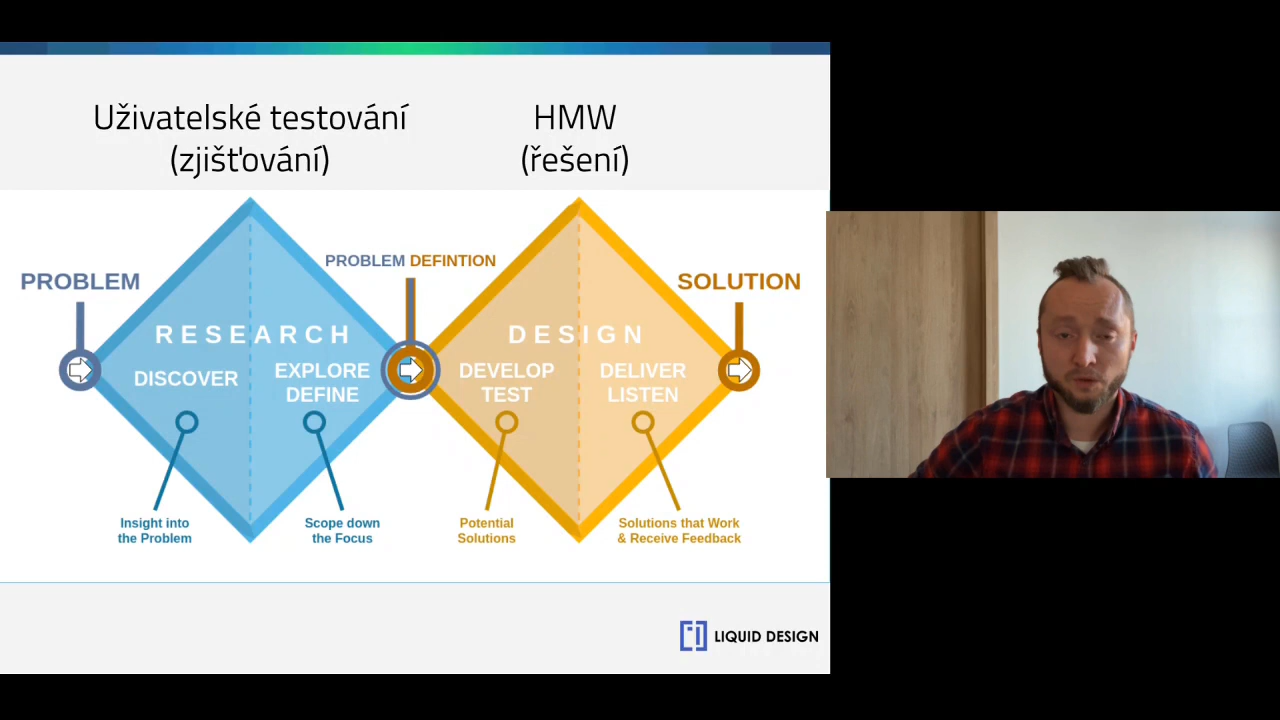 Uživatelské testování
(zjišťování)
HMW
(řešení)
PROBLEM
PROBLEM DEFINTION
SOLUTION
RESEARCH
DISCOVER
EXPLORE
DEFINE
DESIGN
DEVELOP
TEST
DELIVER
LISTEN
Insight into
the Problem
Scope down
the Focus
Potential
Solutions
Solutions that Work
& Receive Feedback
LIQUID DESIGN